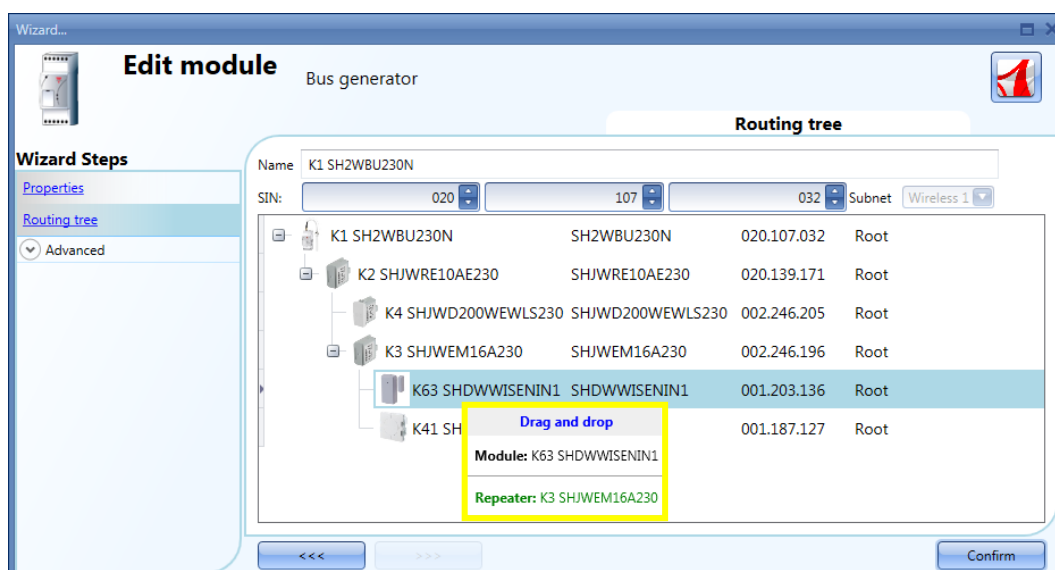 Wizard...
Edit module
Bus generator
Routing tree
Wizard Steps
Properties
Routing tree
Advanced
Name K1 SH2WBU230N
SIN: 020 107 032 Subnet Wireless 1
K1 SH2WBU230N SH2WBU230N 020.107.032 Root
K2 SHJWRE10AE230 SHJWRE10AE230 020.139.171 Root
K4 SHJWD200WEWLS230 SHJWD200WEWLS230 002.246.205 Root
K3 SHJWEM16A230 SHJWEM16A230 002.246.196 Root
K63 SHDWWISENIN1 SHDWWISENIN1 001.203.136 Root
K41 SH 001.187.127 Root
Drag and drop
Module: K63 SHDWWISENIN1
Repeater: K3 SHJWEM16A230
<<< >>> Confirm